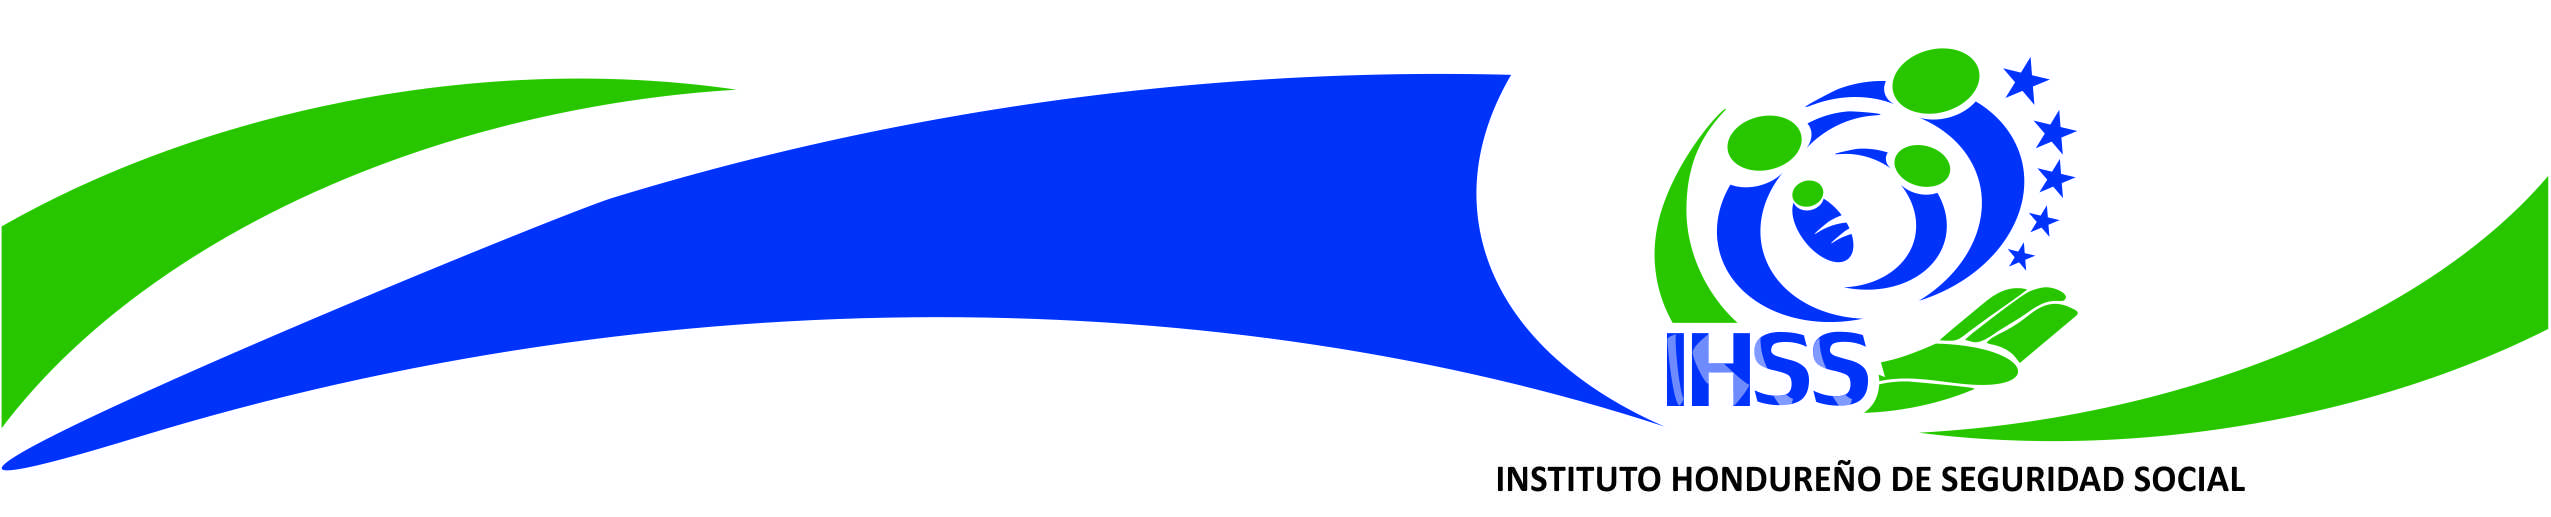 IHSS
INSTITUTO HONDUREÑO DE SEGURIDAD SOCIAL